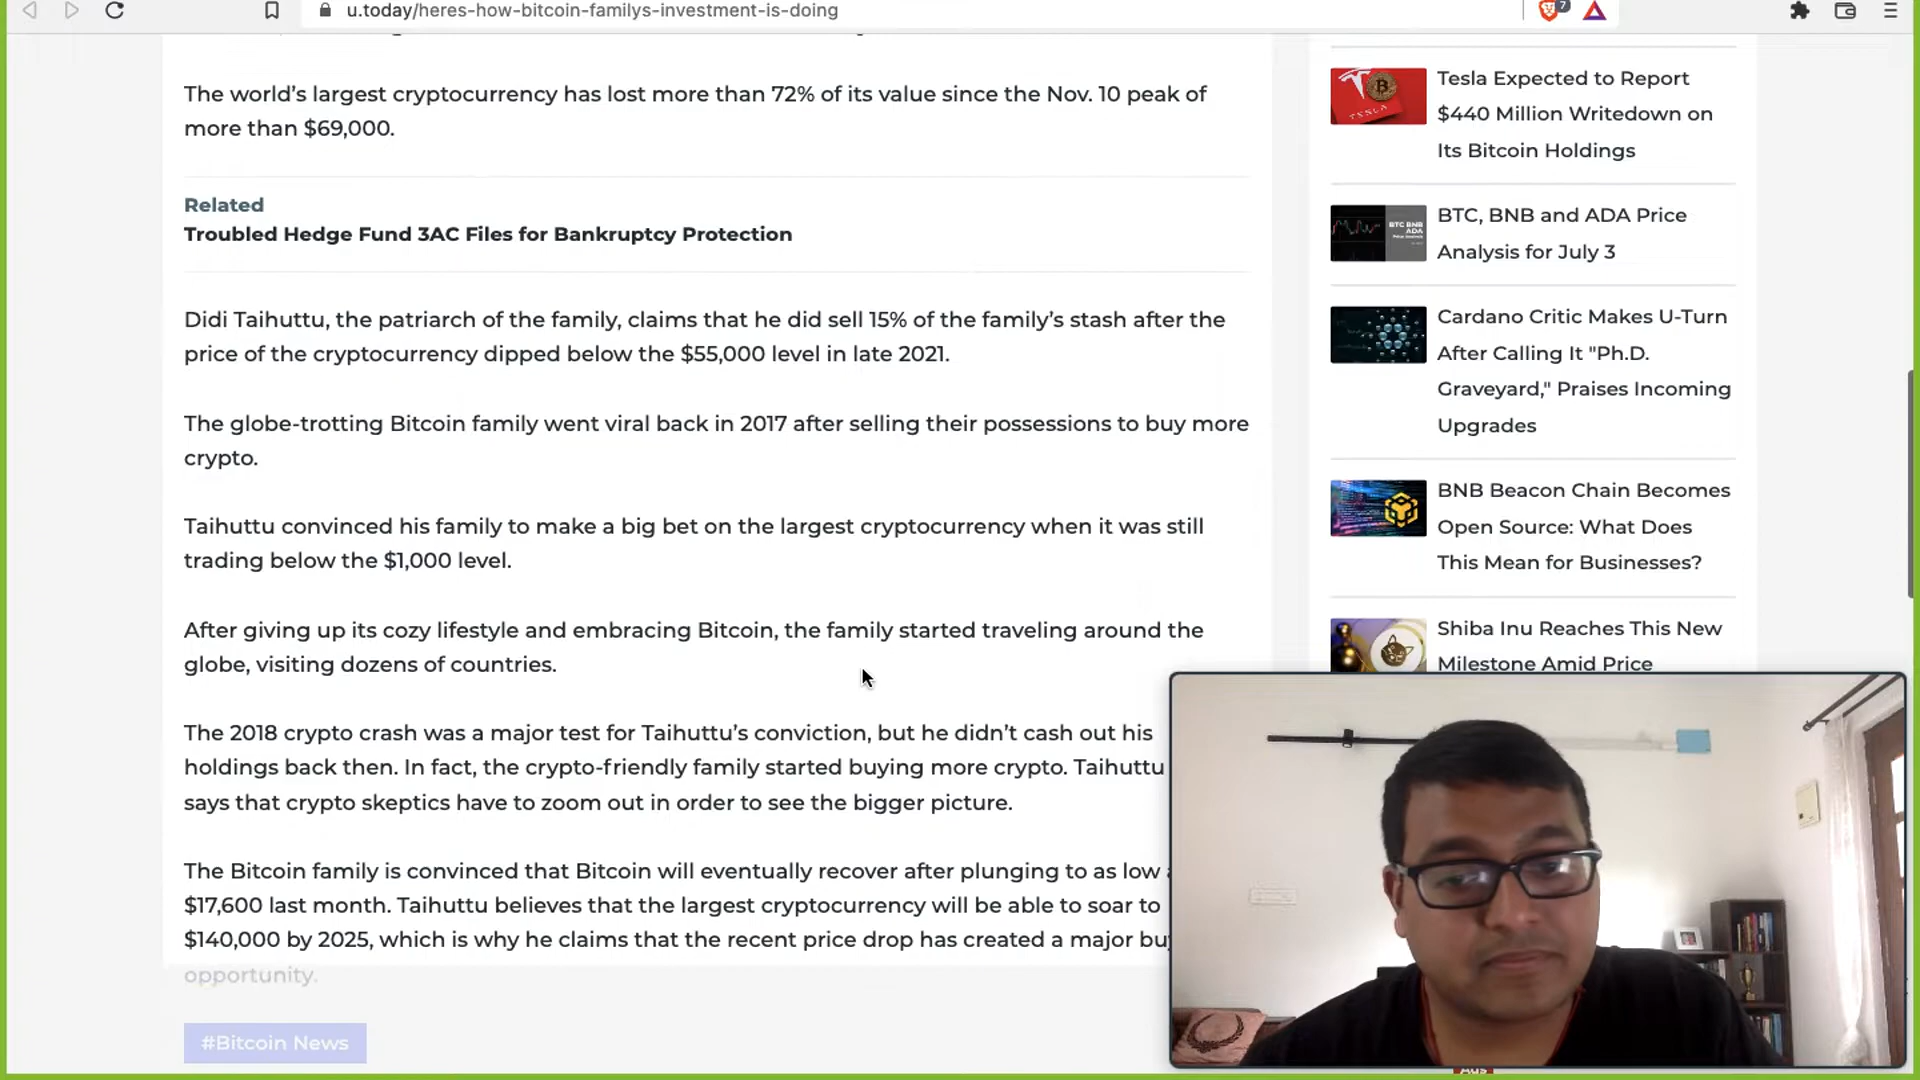 u.today/heres-how-bitcoin-familys-investment-is-doing
7
The world's largest cryptocurrency has lost more than 72% of its value since the Nov. 10 peak of
more than $69,000.
Related
Troubled Hedge Fund 3AC Files for Bankruptcy Protection
Didi Taihuttu, the patriarch of the family, claims that he did sell 15% of the family's stash after the
price of the cryptocurrency dipped below the $55,000 level in late 2021.
The globe-trotting Bitcoin family went viral back in 2017 after selling their possessions to buy more
crypto.
Taihuttu convinced his family to make a big bet on the largest cryptocurrency when it was still
trading below the $1,000 level.
After giving up its cozy lifestyle and embracing Bitcoin, the family started traveling around the
globe, visiting dozens of countries.
The 2018 crypto crash was a major test for Taihuttu's conviction, but he didn't cash out his
holdings back then. In fact, the crypto-friendly family started buying more crypto. Taihuttu
says that crypto skeptics have to zoom out in order to see the bigger picture.
The Bitcoin family is convinced that Bitcoin will eventually recover after plunging to as low
$17,600 last month. Taihuttu believes that the largest cryptocurrency will be able to soar to
$140,000 by 2025, which is why he claims that the recent price drop has created a major
opportunity.
#Bitcoin News
TESLA
Tesla Expected to Report
$440 Million Writedown on
Its Bitcoin Holdings
BTC BNB
ADA
BTC, BNB and ADA Price
Analysis for July 3
Cardano Critic Makes U-Turn
After Calling It "Ph.D.
Graveyard," Praises Incoming
Upgrades
BNB Beacon Chain Becomes
Open Source: What Does
This Mean for Businesses?
Shiba Inu Reaches This New
Milestone Amid Price